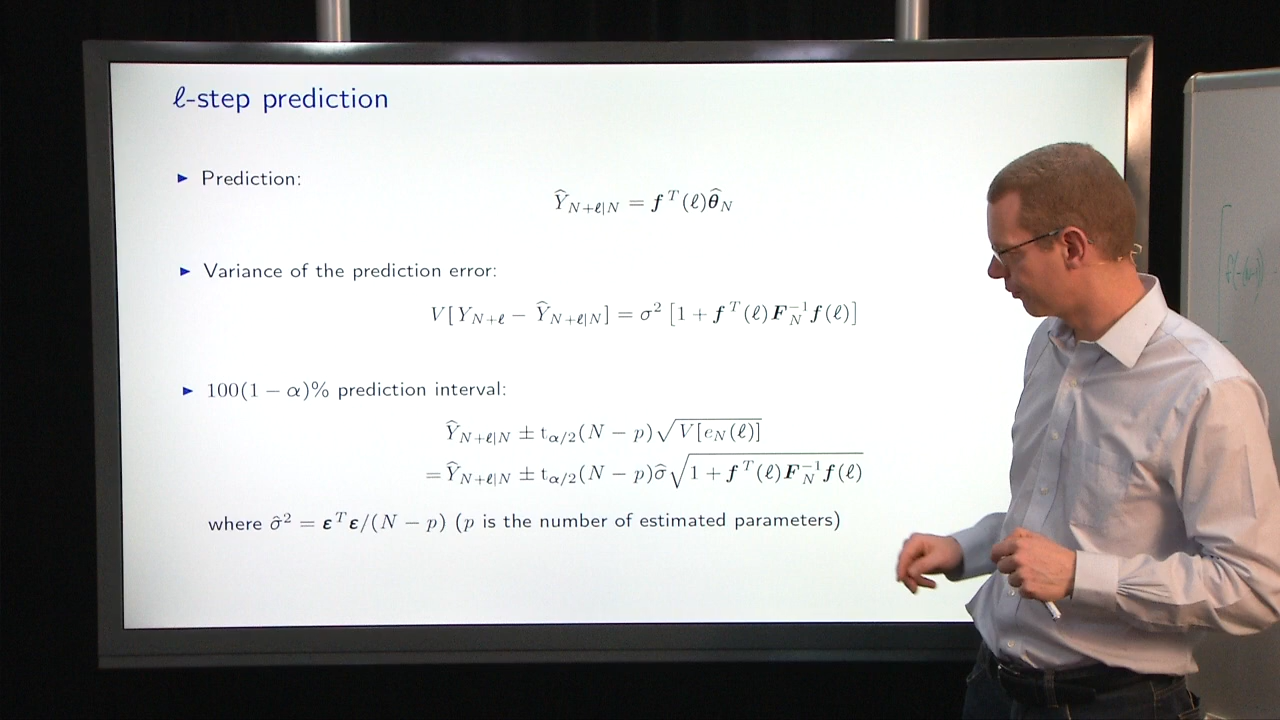 ℓ-step prediction
▶ Prediction:
Ŷ_{N+ℓ|N} = f^T(ℓ)θ̂_N
▶ Variance of the prediction error:
V[Y_{N+ℓ} − Ŷ_{N+ℓ|N}] = σ² [1 + f^T(ℓ)F_N^{−1}f(ℓ)]
▶ 100(1 − α)% prediction interval:
Ŷ_{N+ℓ|N} ± t_{α/2}(N − p)√V[e_N(ℓ)]
= Ŷ_{N+ℓ|N} ± t_{α/2}(N − p)σ̂√1 + f^T(ℓ)F_N^{−1}f(ℓ)
where σ̂² = ε^Tε/(N − p) (p is the number of estimated parameters)